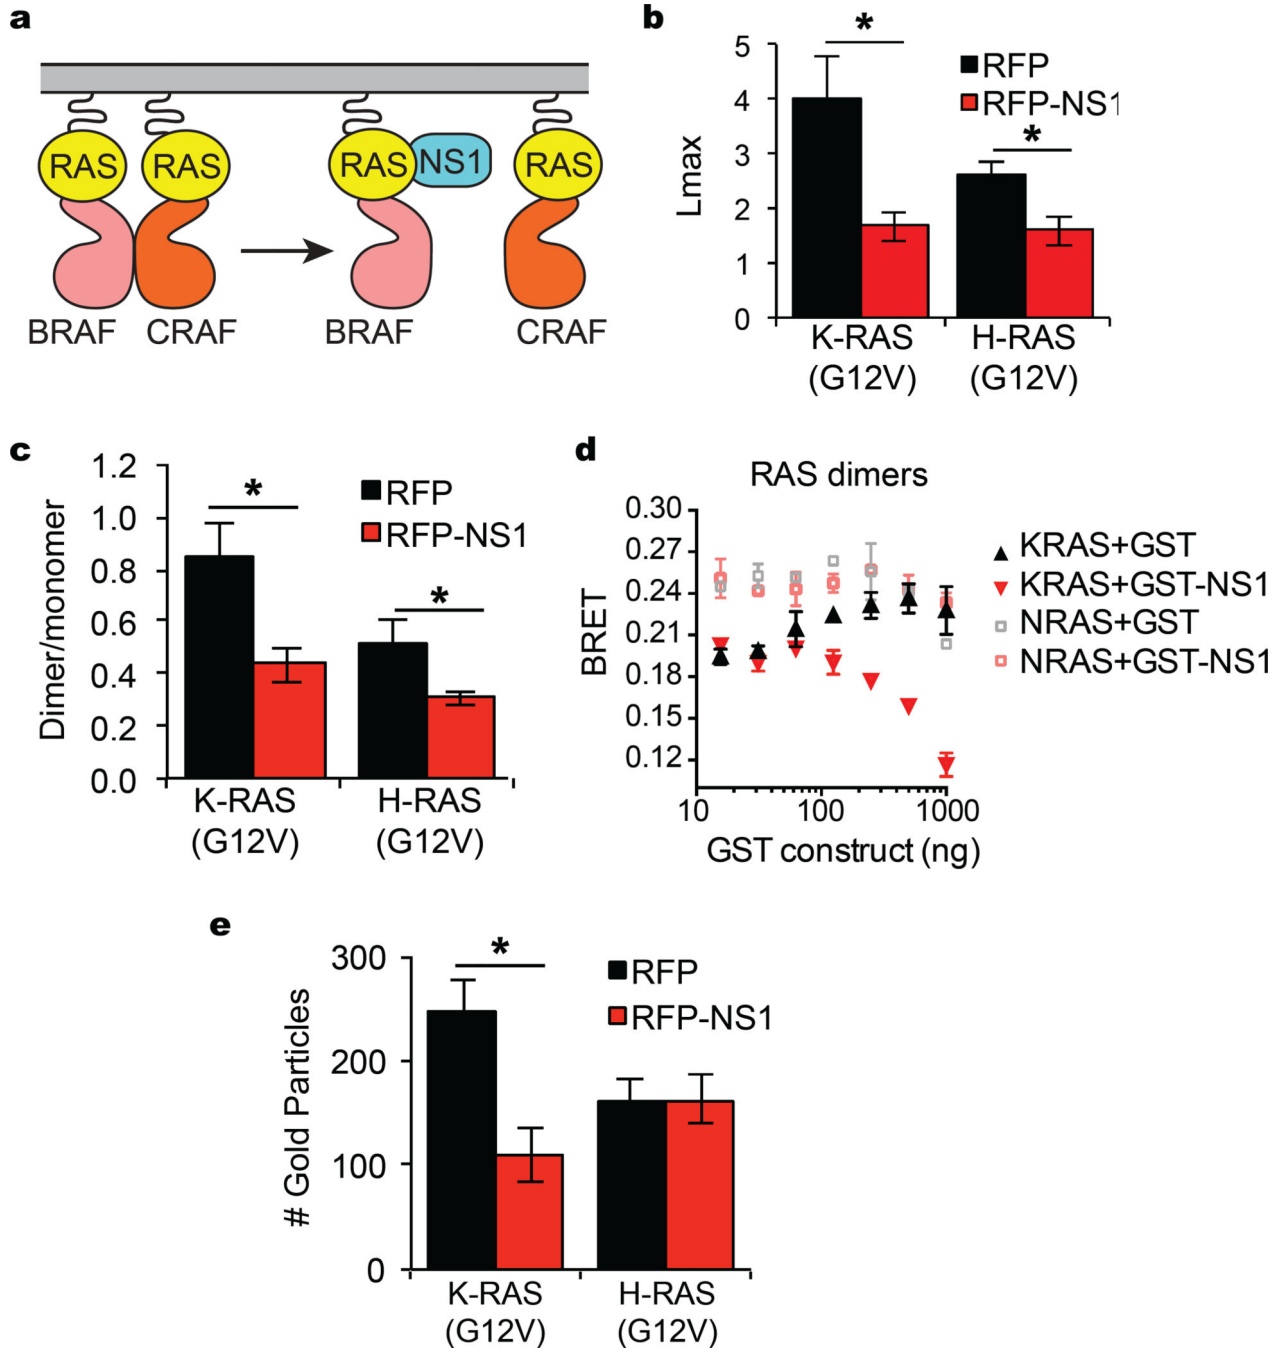 a
RAS RAS RAS NS1 RAS
BRAF CRAF BRAF CRAF
b
Lmax
5
4
3
2
1
0
*
*
RFP
RFP-NS1
K-RAS H-RAS
(G12V) (G12V)
c
Dimer/monomer
1.2
1.0
0.8
0.6
0.4
0.2
0.0
*
*
RFP
RFP-NS1
K-RAS H-RAS
(G12V) (G12V)
d
RAS dimers
BRET
0.30
0.27
0.24
0.21
0.18
0.15
0.12
10 100 1000
GST construct (ng)
KRAS+GST
KRAS+GST-NS1
NRAS+GST
NRAS+GST-NS1
e
# Gold Particles
300
200
100
0
*
RFP
RFP-NS1
K-RAS H-RAS
(G12V) (G12V)